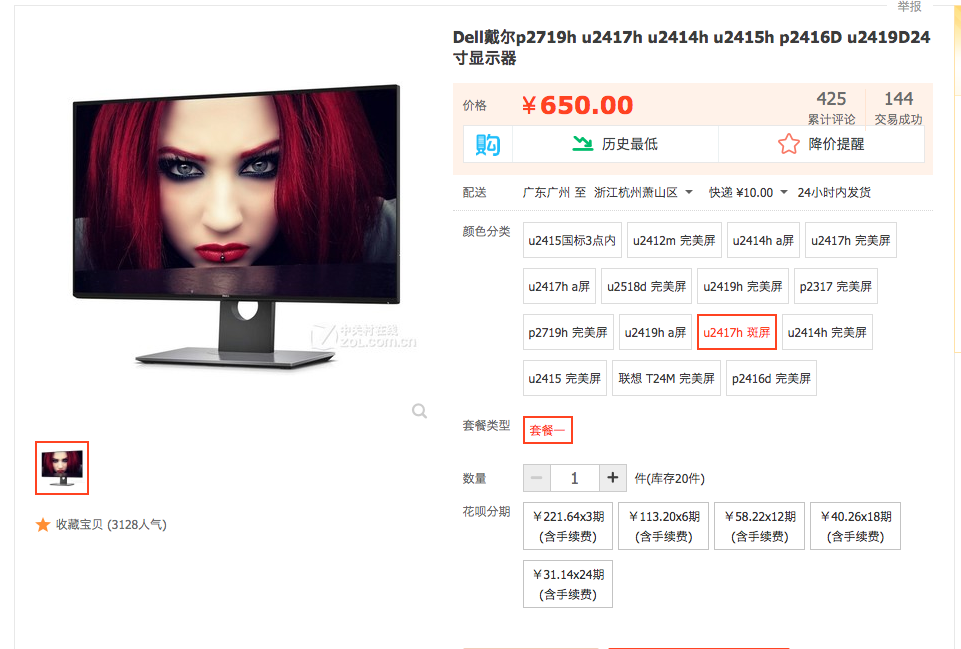 举报
Dell戴尔p2719h u2417h u2414h u2415h p2416D u2419D24
寸显示器
价格
￥650.00
425
累计评论
144
交易成功
购
历史最低
降价提醒
配送
广东广州 至 浙江杭州萧山区
快递 ¥10.00
24小时内发货
颜色分类
u2415国标3点内
u2412m 完美屏
u2414h a屏
u2417h 完美屏
u2417h a屏
u2518d 完美屏
u2419h 完美屏
p2317 完美屏
p2719h 完美屏
u2419h a屏
u2417h 斑屏
u2414h 完美屏
u2415 完美屏
联想 T24M 完美屏
p2416d 完美屏
中关村在线
ZOL.com.cn
套餐类型
套餐一
数量
1
件(库存20件)
花呗分期
￥221.64x3期
(含手续费)
￥113.20x6期
(含手续费)
￥58.22x12期
(含手续费)
￥40.26x18期
(含手续费)
￥31.14x24期
(含手续费)
收藏宝贝 (3128人气)